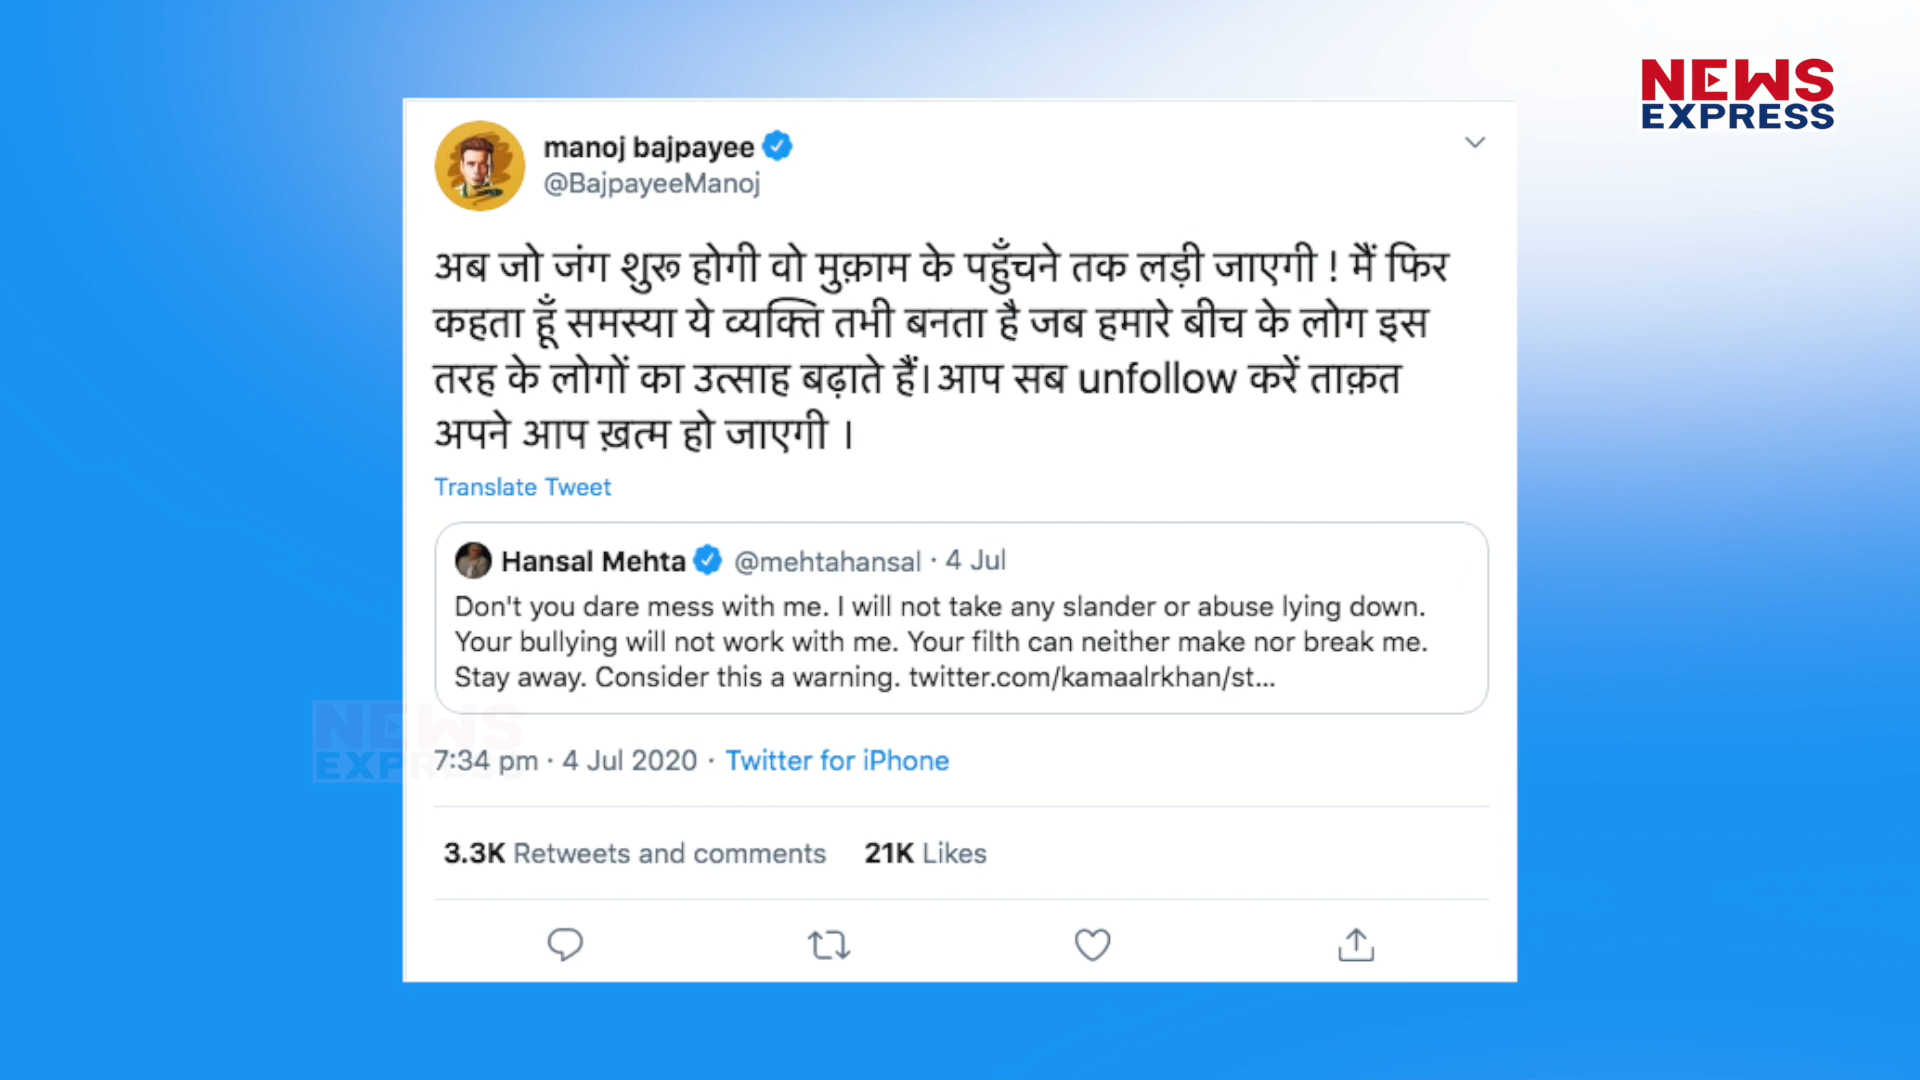 NEWS
EXPRESS
manoj bajpayee
@BajpayeeManoj
अब जो जंग शुरू होगी वो मुक़ाम के पहुँचने तक लड़ी जाएगी ! मैं फिर
कहता हूँ समस्या ये व्यक्ति तभी बनता है जब हमारे बीच के लोग इस
तरह के लोगों का उत्साह बढ़ाते हैं। आप सब unfollow करें ताक़त
अपने आप ख़त्म हो जाएगी ।
Translate Tweet
Hansal Mehta @mehtahansal · 4 Jul
Don't you dare mess with me. I will not take any slander or abuse lying down.
Your bullying will not work with me. Your filth can neither make nor break me.
Stay away. Consider this a warning. twitter.com/kamaalrkhan/st...
NEWS
EXPRESS
7:34 pm · 4 Jul 2020 · Twitter for iPhone
3.3K Retweets and comments 21K Likes